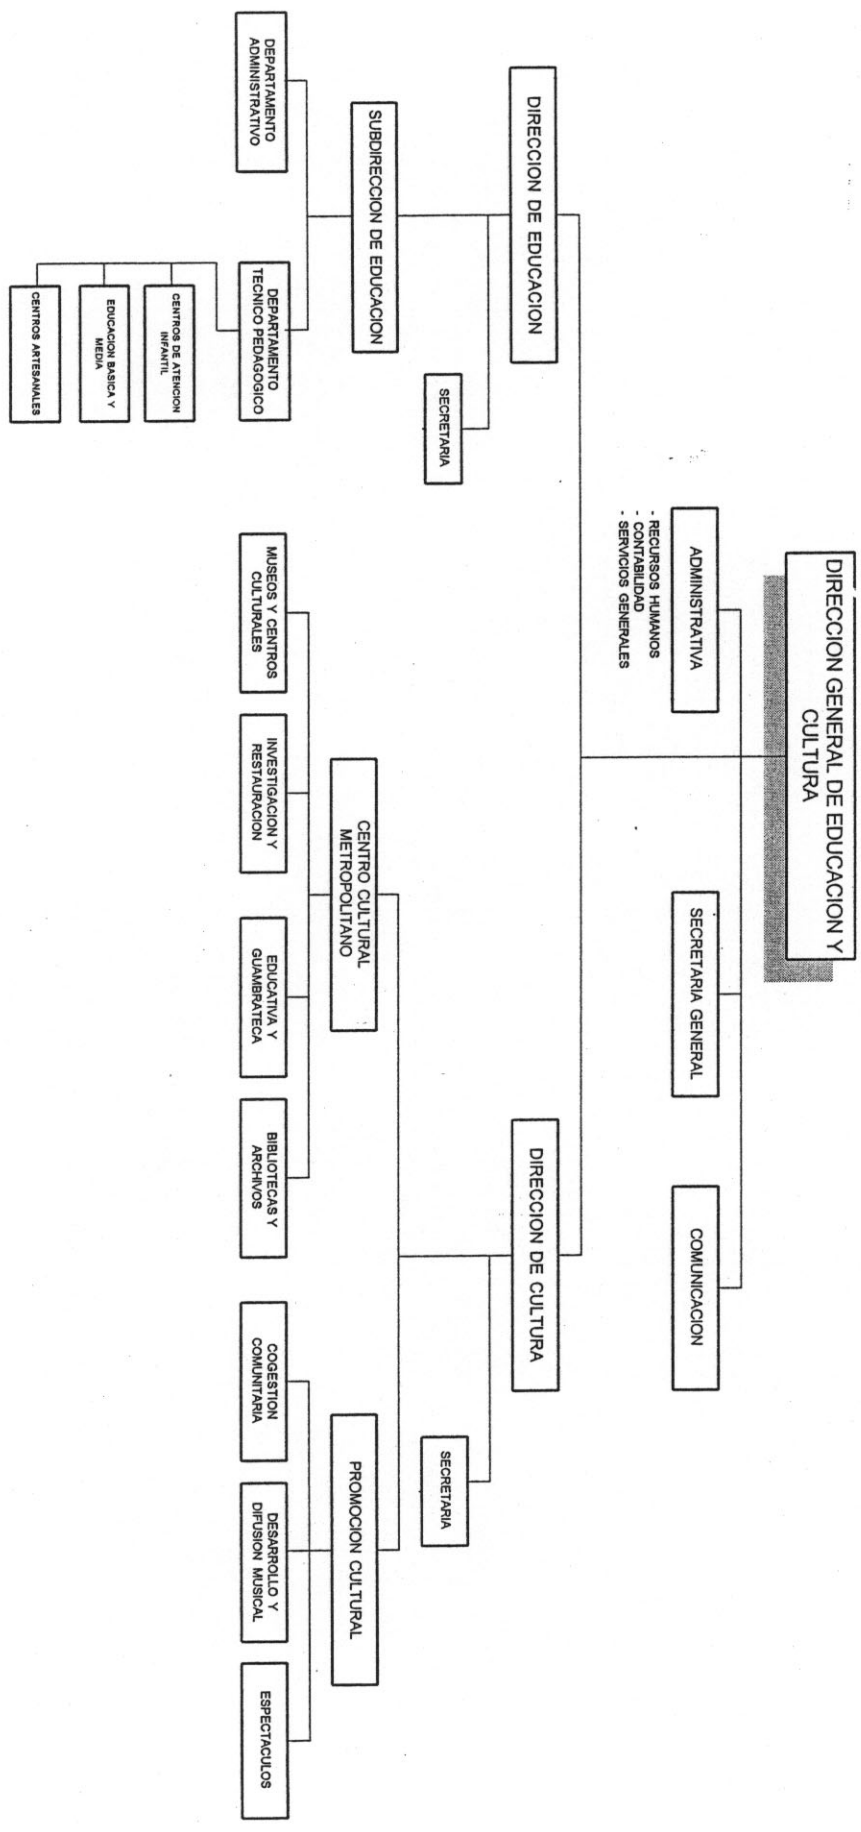 DIRECCION GENERAL DE EDUCACION Y
CULTURA
ADMINISTRATIVA
- RECURSOS HUMANOS
- CONTABILIDAD
- SERVICIOS GENERALES
SECRETARIA GENERAL
COMUNICACION
DIRECCION DE EDUCACION
SECRETARIA
SUBDIRECCION DE EDUCACION
DEPARTAMENTO
ADMINISTRATIVO
DEPARTAMENTO
TECNICO PEDAGOGICO
CENTROS DE ATENCION
INFANTIL
EDUCACION BASICA Y
MEDIA
CENTROS ARTESANALES
DIRECCION DE CULTURA
SECRETARIA
CENTRO CULTURAL
METROPOLITANO
MUSEOS Y CENTROS
CULTURALES
INVESTIGACION Y
RESTAURACION
EDUCATIVA Y
GUAMBRATECA
BIBLIOTECAS Y
ARCHIVOS
PROMOCION CULTURAL
COGESTION
COMUNITARIA
DESARROLLO Y
DIFUSION MUSICAL
ESPECTACULOS